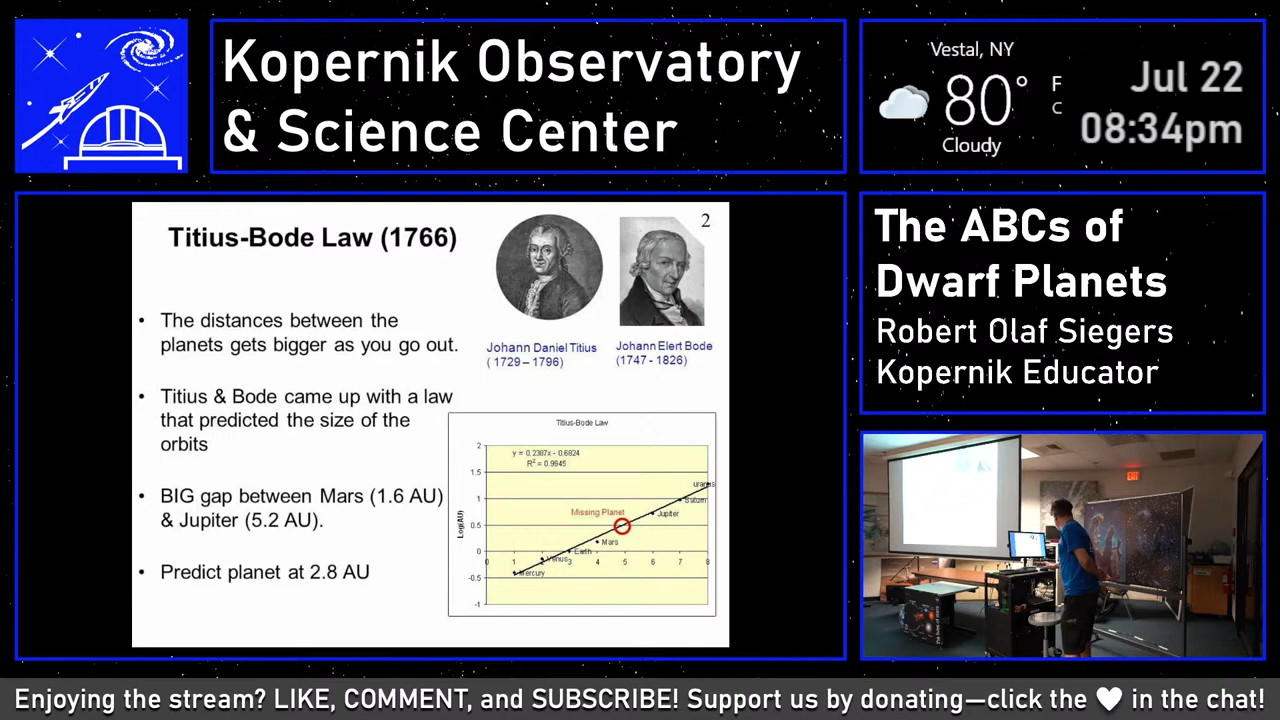 Kopernik Observatory
& Science Center
Vestal, NY
80°
F
C
Cloudy
Jul 22
08:34pm
Titius-Bode Law (1766)
2
Johann Daniel Titius
( 1729 – 1796)
Johann Elert Bode
(1747 - 1826)
• The distances between the
planets gets bigger as you go out.
• Titius & Bode came up with a law
that predicted the size of the
orbits
• BIG gap between Mars (1.6 AU)
& Jupiter (5.2 AU).
• Predict planet at 2.8 AU
Titius-Bode Law
y = 0.2387x - 0.6824
R² = 0.9945
Log(AU)
2
1.5
1
0.5
0
-0.5
-1
0 1 2 3 4 5 6 7 8
Missing Planet
Mercury
Venus
Earth
Mars
Jupiter
Saturn
uranus
The ABCs of
Dwarf Planets
Robert Olaf Siegers
Kopernik Educator
EXIT
Enjoying the stream? LIKE, COMMENT, and SUBSCRIBE! Support us by donating—click the ♥ in the chat!